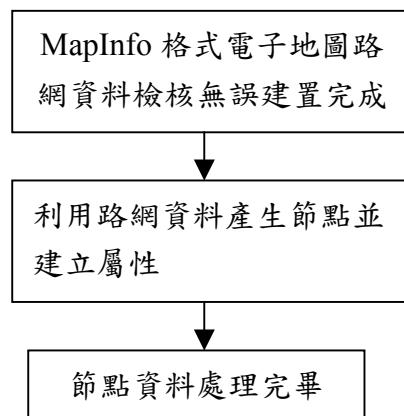 MapInfo 格式電子地圖路
網資料檢核無誤建置完成
利用路網資料產生節點並
建立屬性
節點資料處理完畢